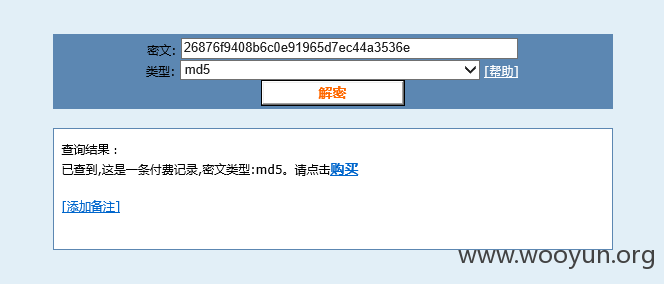 密文: 26876f9408b6c0e91965d7ec44a3536e
类型: md5 [帮助]
解密
查询结果：
已查到,这是一条付费记录,密文类型:md5。请点击购买
[添加备注]
www.wooyun.org